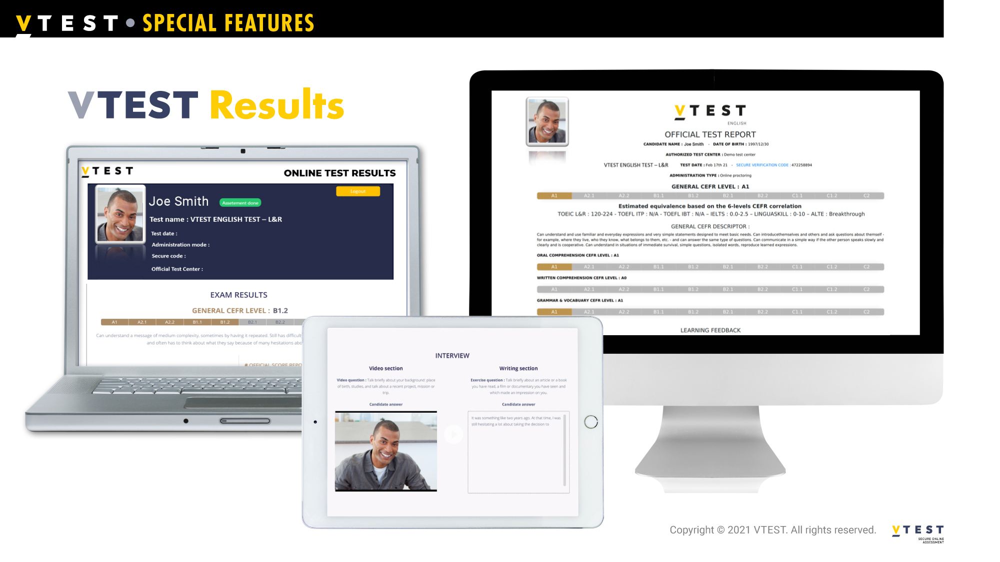 VTEST • SPECIAL FEATURES
VTEST Results
VTEST
ONLINE TEST RESULTS
Logout
Joe Smith
Assetement done
Test name : VTEST ENGLISH TEST – L&R
Test date :
Administration mode :
Secure code :
Official Test Center :
EXAM RESULTS
GENERAL CEFR LEVEL : B1.2
A1 A2.1 A2.2 B1.1 B1.2 B2.1 B2.2
Can understand a message of medium complexity, sometimes by having it repeated. Still has difficult
and often has to think about what they say because of many hesitations abo
# OFFICIAL SCORE REPO
VTEST
ENGLISH
OFFICIAL TEST REPORT
CANDIDATE NAME : Joe Smith - DATE OF BIRTH : 1997/12/30
AUTHORIZED TEST CENTER : Demo test center
VTEST ENGLISH TEST – L&R TEST DATE : Feb 17th 21 - SECURE VERIFICATION CODE : 472258894
ADMINISTRATION TYPE : Online proctoring
GENERAL CEFR LEVEL : A1
A1 A2.1 A2.2 B1.1 B1.2 B2.1 B2.2 C1.1 C1.2 C2
Estimated equivalence based on the 6-levels CEFR correlation
TOEIC L&R : 120-224 - TOEFL ITP : N/A - TOEFL IBT : N/A – IELTS : 0.0-2.5 – LINGUASKILL : 0-10 – ALTE : Breakthrough
GENERAL CEFR DESCRIPTOR :
Can understand and use familiar and everyday expressions and very simple statements designed to meet basic needs. Can introducethemselves and others and ask questions about themself -
for example, where they live, who they know, what belongs to them, etc. - and can answer the same type of questions. Can communicate in a simple way if the other person speaks slowly and
clearly and is cooperative. Can understand in situations of immediate survival, simple questions, isolated words, reproduce learned expressions.
ORAL COMPREHENSION CEFR LEVEL : A1
A1 A2.1 A2.2 B1.1 B1.2 B2.1 B2.2 C1.1 C1.2 C2
WRITTEN COMPREHENSION CEFR LEVEL : A0
A1 A2.1 A2.2 B1.1 B1.2 B2.1 B2.2 C1.1 C1.2 C2
GRAMMAR & VOCABUARY CEFR LEVEL : A1
A1 A2.1 A2.2 B1.1 B1.2 B2.1 B2.2 C1.1 C1.2 C2
LEARNING FEEDBACK
INTERVIEW
Video section
Video question : Talk briefly about your background: place
of birth, studies, and talk about a recent project, mission or
trip.
Candidate answer
Writing section
Exercise question : Talk briefly about an article or a book
you have read, a film or documentary you have seen and
which made an impression on you.
Candidate answer
It was something like two years ago. At that time, I was
still hesitating a lot about taking the decision to
Copyright © 2021 VTEST. All rights reserved.
VTEST
SECURE ONLINE
ASSESSMENT